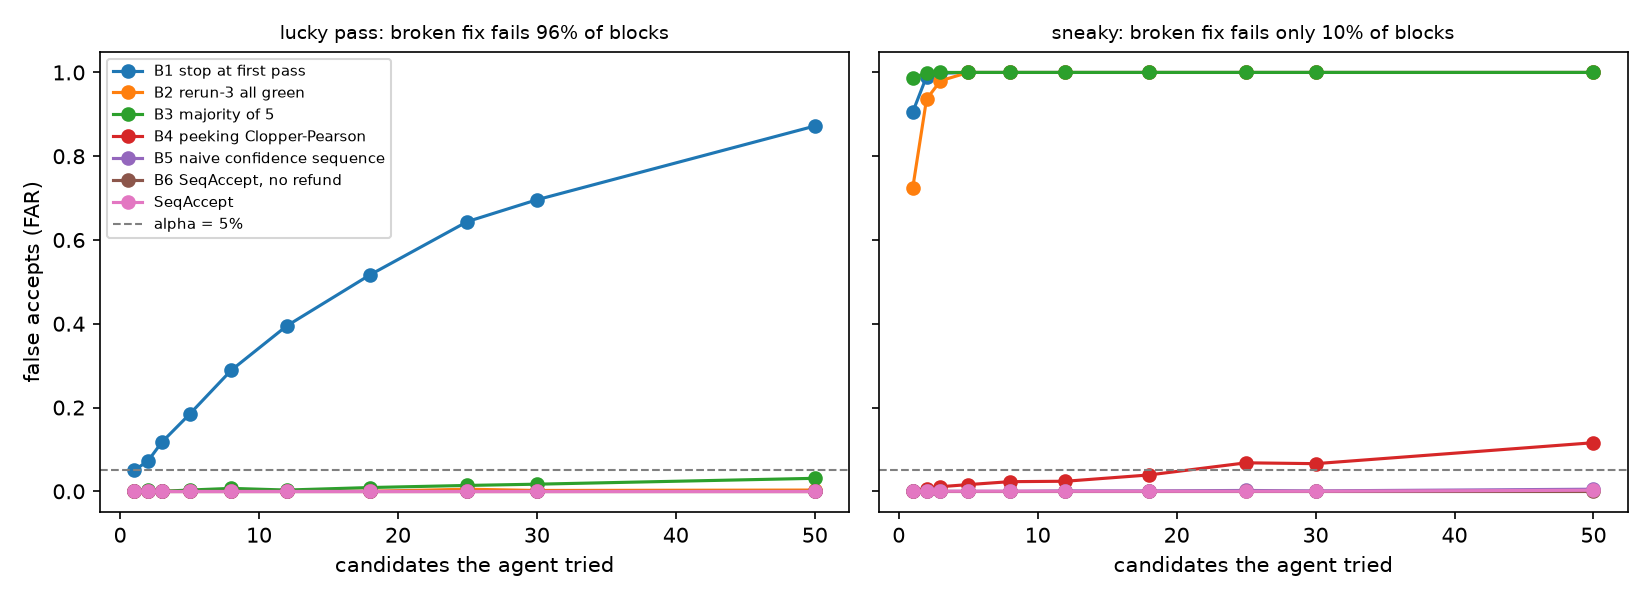 lucky pass: broken fix fails 96% of blocks
false accepts (FAR)
1.0
0.8
0.6
0.4
0.2
0.0
B1 stop at first pass
B2 rerun-3 all green
B3 majority of 5
B4 peeking Clopper-Pearson
B5 naive confidence sequence
B6 SeqAccept, no refund
SeqAccept
alpha = 5%
0 10 20 30 40 50
candidates the agent tried
sneaky: broken fix fails only 10% of blocks
0 10 20 30 40 50
candidates the agent tried